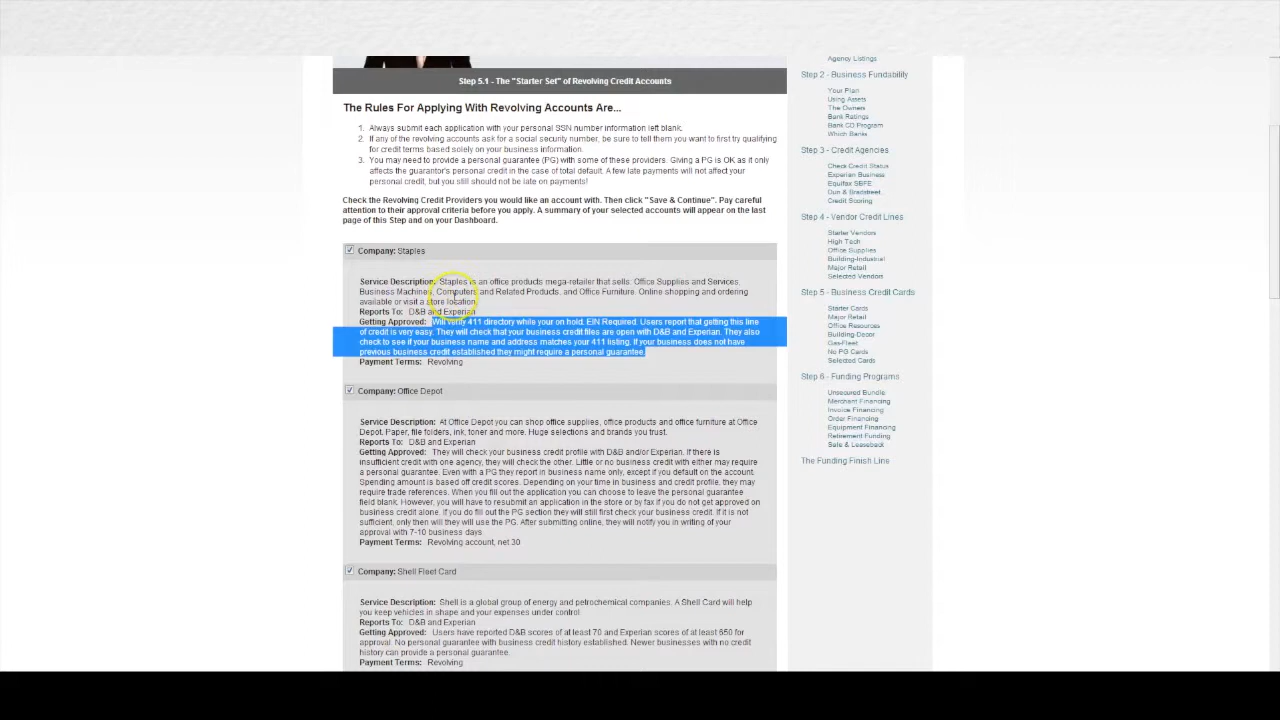 Step 5.1 - The "Starter Set" of Revolving Credit Accounts
The Rules For Applying With Revolving Accounts Are...
1. Always submit each application with your personal SSN number information left blank.
2. If any of the revolving accounts ask for a social security number, be sure to tell them you want to first try qualifying
for credit terms based solely on your business information.
3. You may need to provide a personal guarantee (PG) with some of these providers. Giving a PG is OK as it only
affects the guarantor's personal credit in the case of total default. A few late payments will not affect your
personal credit, but you still should not be late on payments!
Check the Revolving Credit Providers you would like an account with. Then click "Save & Continue". Pay careful
attention to their approval criteria before you apply. A summary of your selected accounts will appear on the last
page of this Step and on your Dashboard.
Company: Staples
Service Description: Staples is an office products mega-retailer that sells: Office Supplies and Services,
Business Machines, Computers and Related Products, and Office Furniture. Online shopping and ordering
available or visit a store location.
Reports To: D&B and Experian
Getting Approved: Will verify 411 directory while your on hold. EIN Required. Users report that getting this line
of credit is very easy. They will check that your business credit files are open with D&B and Experian. They also
check to see if your business name and address matches your 411 listing. If your business does not have
previous business credit established they might require a personal guarantee.
Payment Terms: Revolving
Company: Office Depot
Service Description: At Office Depot you can shop office supplies, office products and office furniture at Office
Depot. Paper, file folders, ink, toner and more. Huge selections and brands you trust.
Reports To: D&B and Experian
Getting Approved: They will check your business credit profile with D&B and/or Experian. If there is
insufficient credit with one agency, they will check the other. Little or no business credit with either may require
a personal guarantee. Even with a PG they report in business name only, except if you default on the account.
Spending amount is based off credit scores. Depending on your time in business and credit profile, they may
require trade references. When you fill out the application you can choose to leave the personal guarantee
field blank. However, you will have to resubmit an application in the store or by fax if you do not get approved on
business credit alone. If you do fill out the PG section they will still first check your business credit. If it is not
sufficient, only then will they will use the PG. After submitting online, they will notify you in writing of your
approval with 7-10 business days.
Payment Terms: Revolving account, net 30
Company: Shell Fleet Card
Service Description: Shell is a global group of energy and petrochemical companies. A Shell Card will help
you keep vehicles in shape and your expenses under control.
Reports To: D&B and Experian
Getting Approved: Users have reported D&B scores of at least 70 and Experian scores of at least 650 for
approval. No personal guarantee with business credit history established. Newer businesses with no credit
history can provide a personal guarantee.
Payment Terms: Revolving
Agency Listings
Step 2 - Business Fundability
Your Plan
Using Assets
The Owners
Bank Ratings
Bank CD Program
Which Banks
Step 3 - Credit Agencies
Check Credit Status
Experian Business
Equifax SBFE
Dun & Bradstreet
Credit Scoring
Step 4 - Vendor Credit Lines
Starter Vendors
High Tech
Office Supplies
Building-Industrial
Major Retail
Selected Vendors
Step 5 - Business Credit Cards
Starter Cards
Major Retail
Office Resources
Building-Decor
Gas-Fleet
No PG Cards
Selected Cards
Step 6 - Funding Programs
Unsecured Bundle
Merchant Financing
Invoice Financing
Order Financing
Equipment Financing
Retirement Funding
Sale & Leaseback
The Funding Finish Line